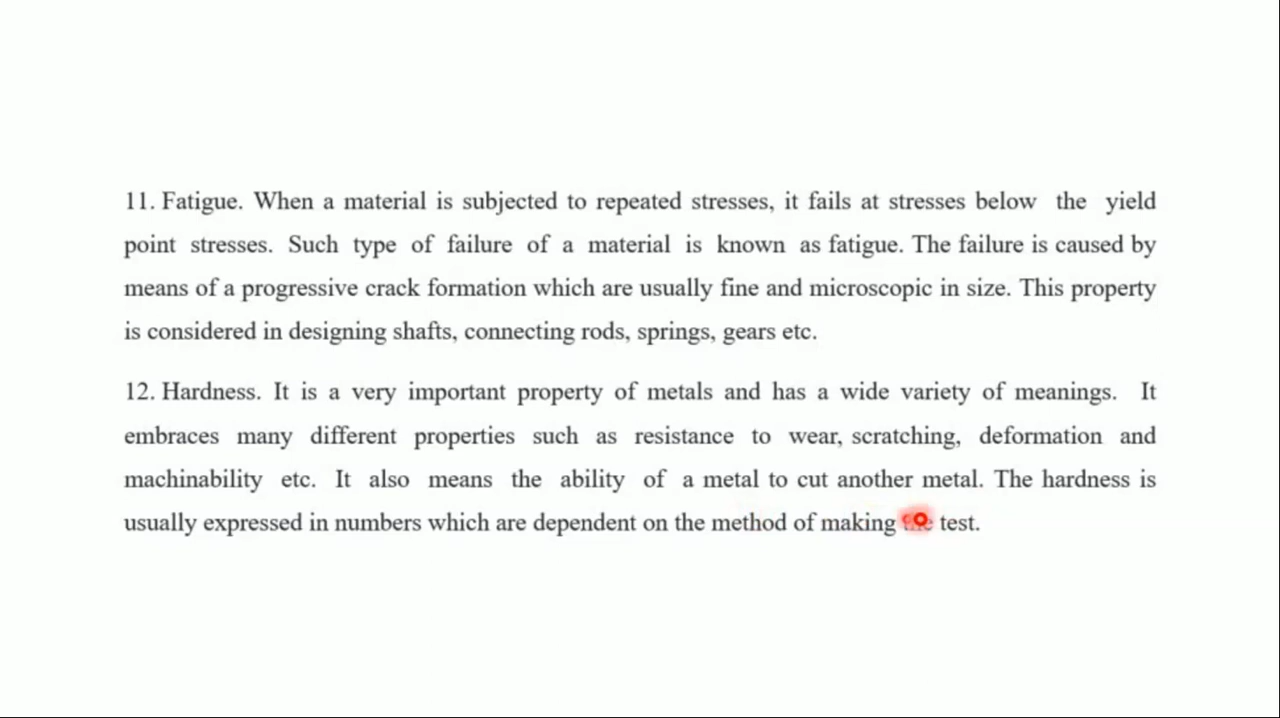 11. Fatigue. When a material is subjected to repeated stresses, it fails at stresses below the yield
point stresses. Such type of failure of a material is known as fatigue. The failure is caused by
means of a progressive crack formation which are usually fine and microscopic in size. This property
is considered in designing shafts, connecting rods, springs, gears etc.
12. Hardness. It is a very important property of metals and has a wide variety of meanings. It
embraces many different properties such as resistance to wear, scratching, deformation and
machinability etc. It also means the ability of a metal to cut another metal. The hardness is
usually expressed in numbers which are dependent on the method of making the test.